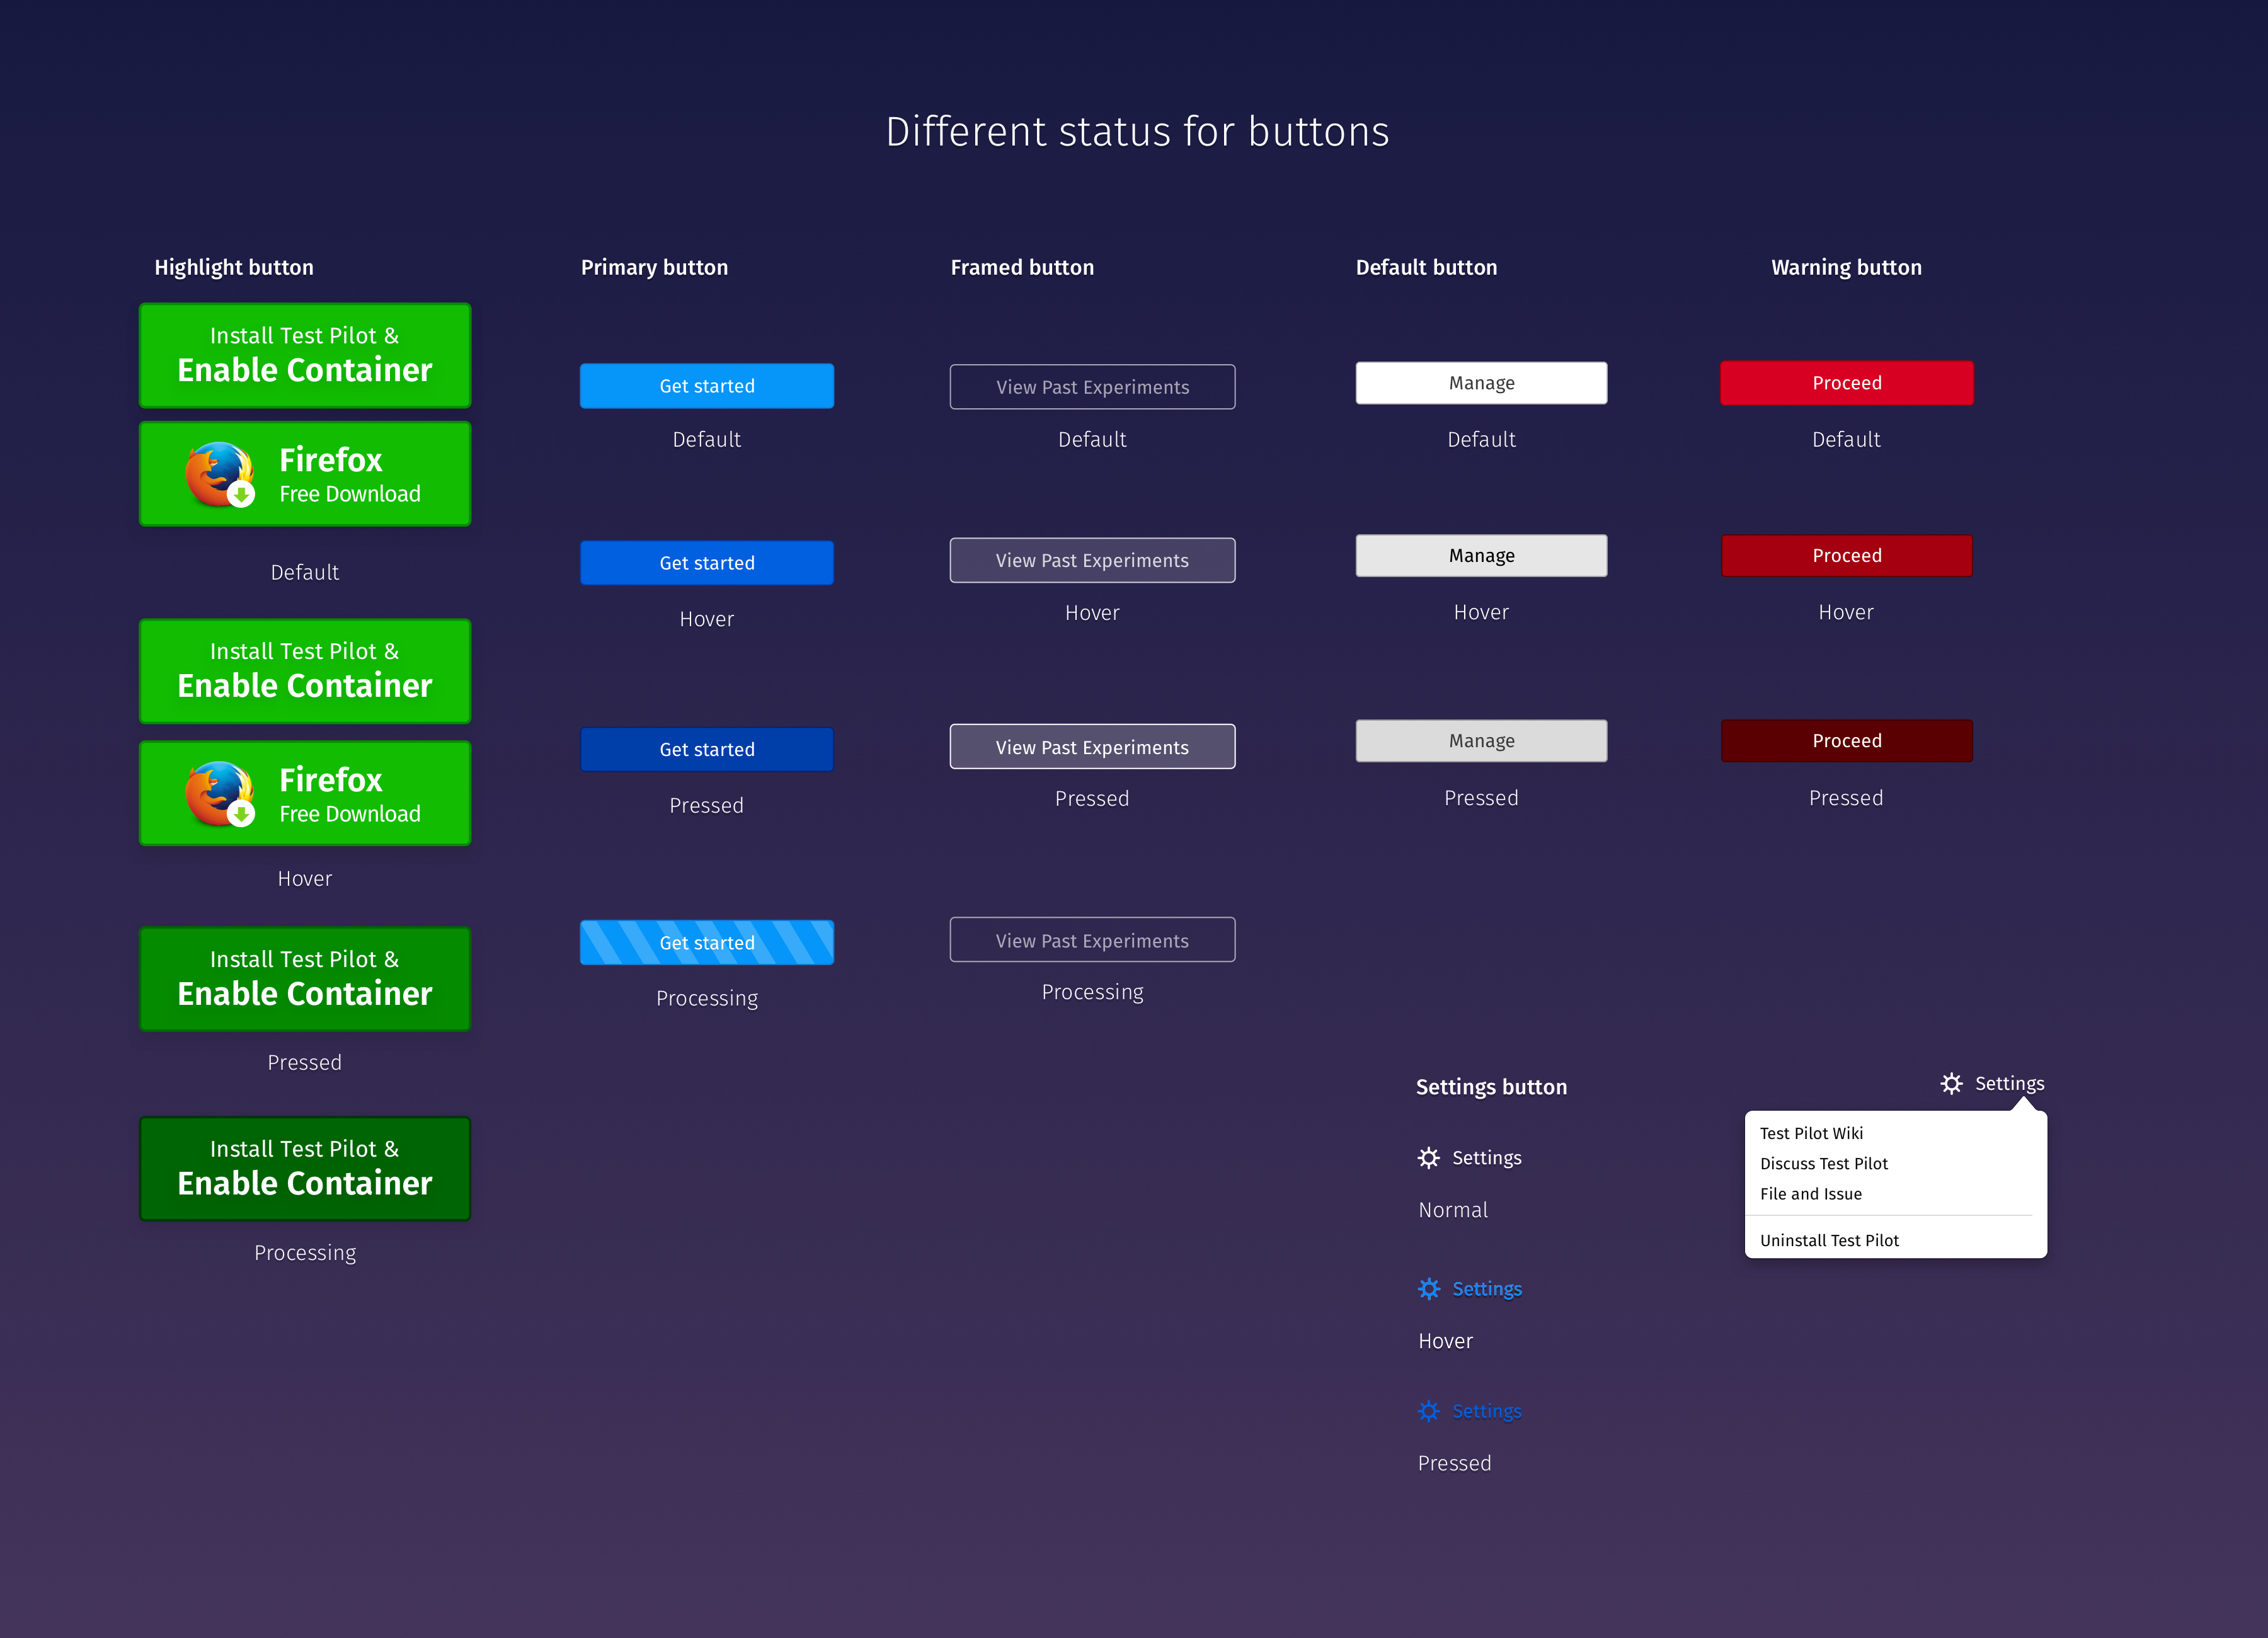 Different status for buttons
Highlight button
Install Test Pilot &
Enable Container
Firefox
Free Download
Default
Install Test Pilot &
Enable Container
Firefox
Free Download
Hover
Install Test Pilot &
Enable Container
Pressed
Install Test Pilot &
Enable Container
Processing
Primary button
Get started
Default
Get started
Hover
Get started
Pressed
Get started
Processing
Framed button
View Past Experiments
Default
View Past Experiments
Hover
View Past Experiments
Pressed
View Past Experiments
Processing
Default button
Manage
Default
Manage
Hover
Manage
Pressed
Warning button
Proceed
Default
Proceed
Hover
Proceed
Pressed
Settings button
Settings
Normal
Settings
Hover
Settings
Pressed
Settings
Test Pilot Wiki
Discuss Test Pilot
File and Issue
Uninstall Test Pilot